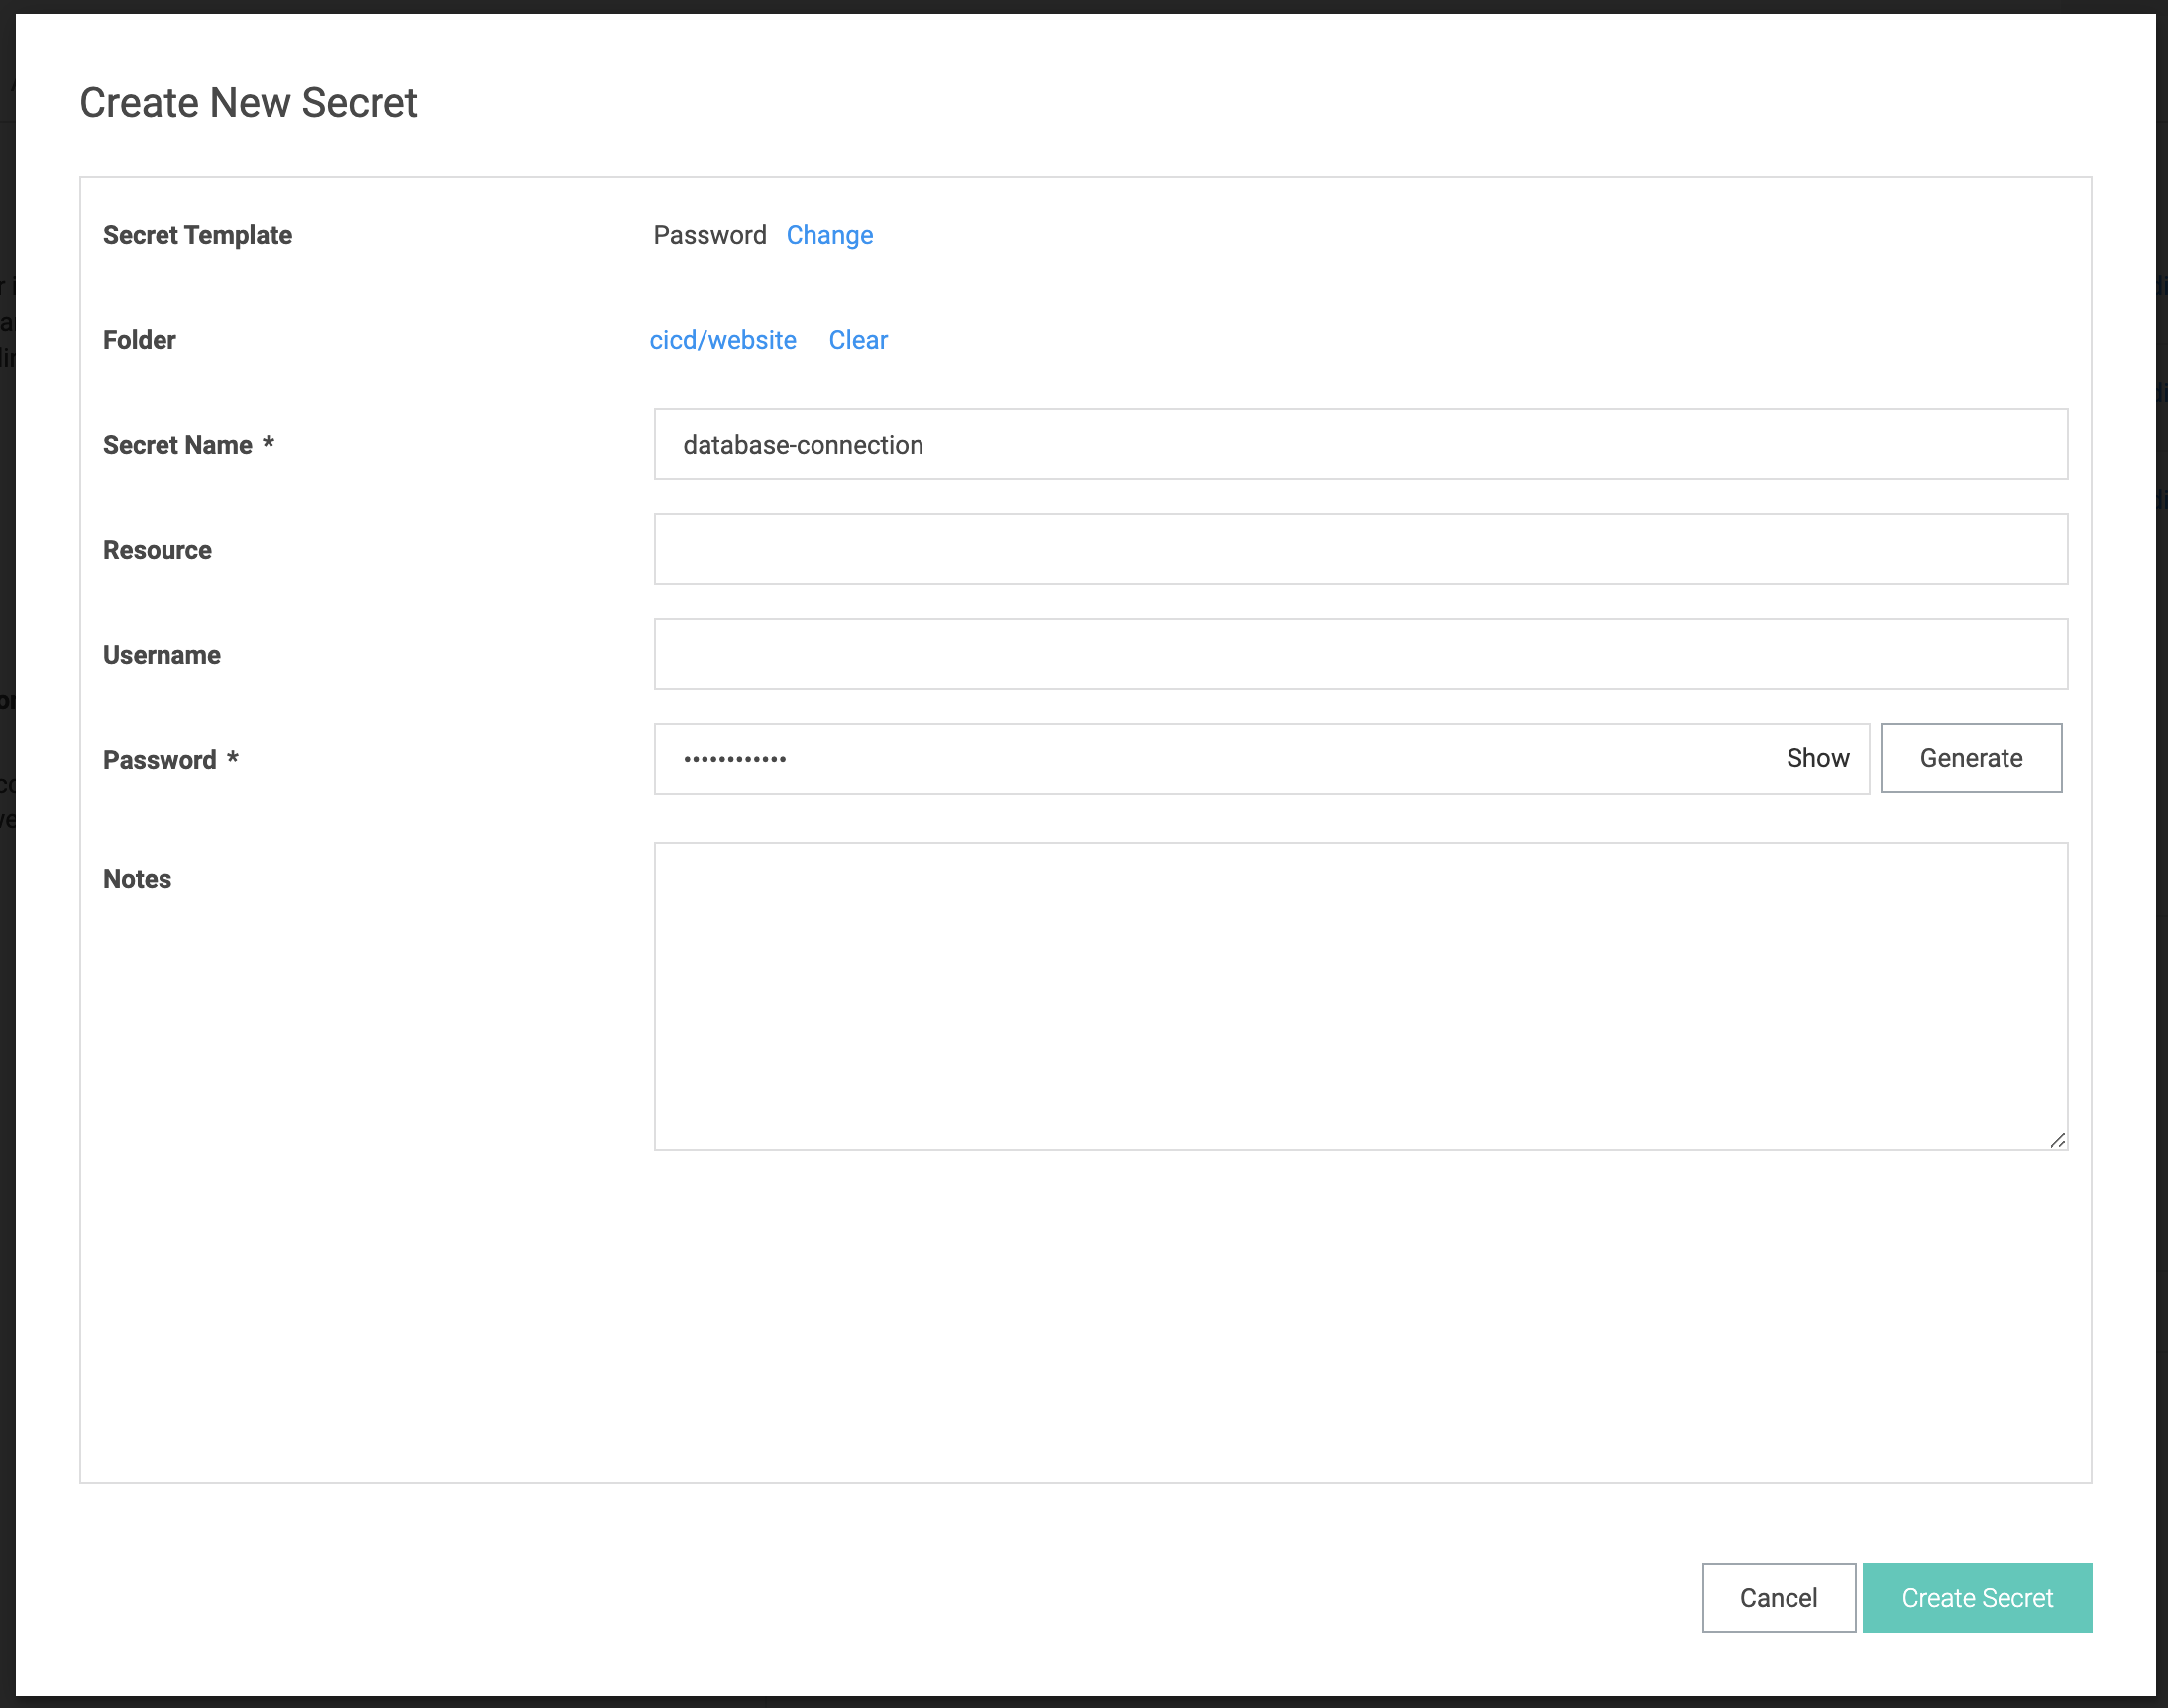 Create New Secret
Secret Template Password Change
Folder cicd/website Clear
Secret Name * database-connection
Resource
Username
Password * •••••••••••• Show Generate
Notes
Cancel Create Secret